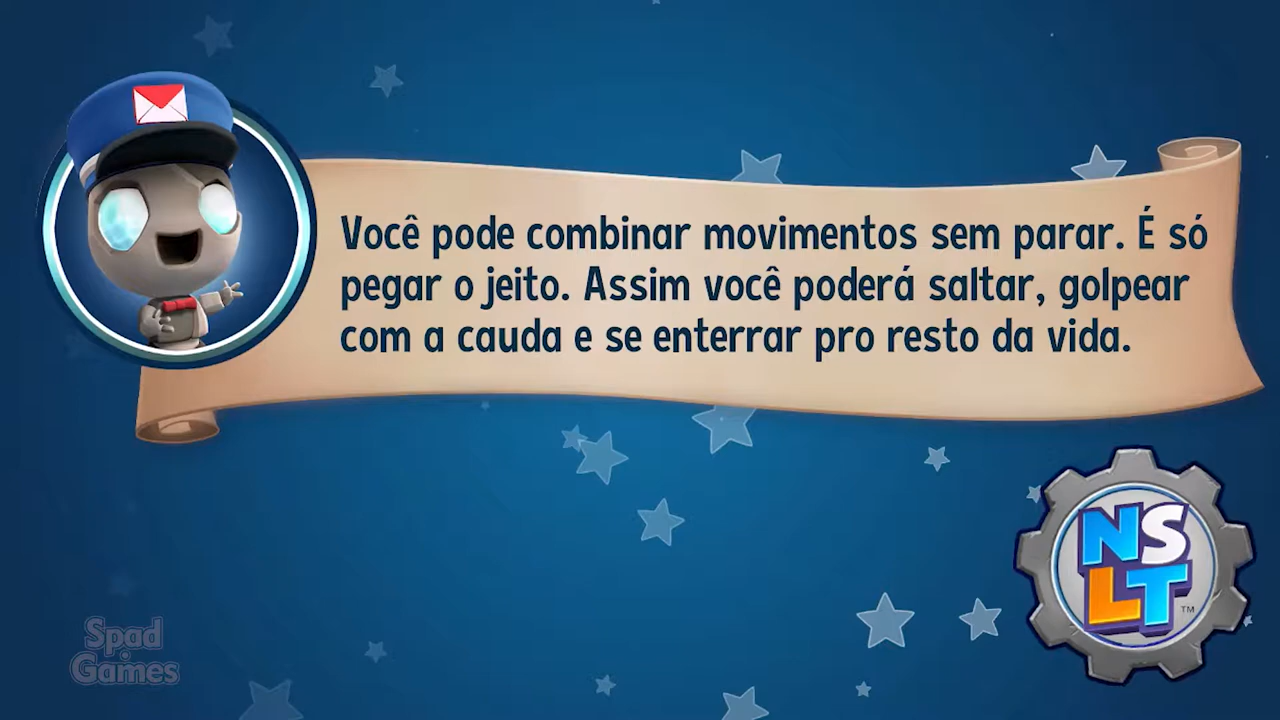 Você pode combinar movimentos sem parar. É só
pegar o jeito. Assim você poderá saltar, golpear
com a cauda e se enterrar pro resto da vida.
NS
LT
TM
Spad
Games